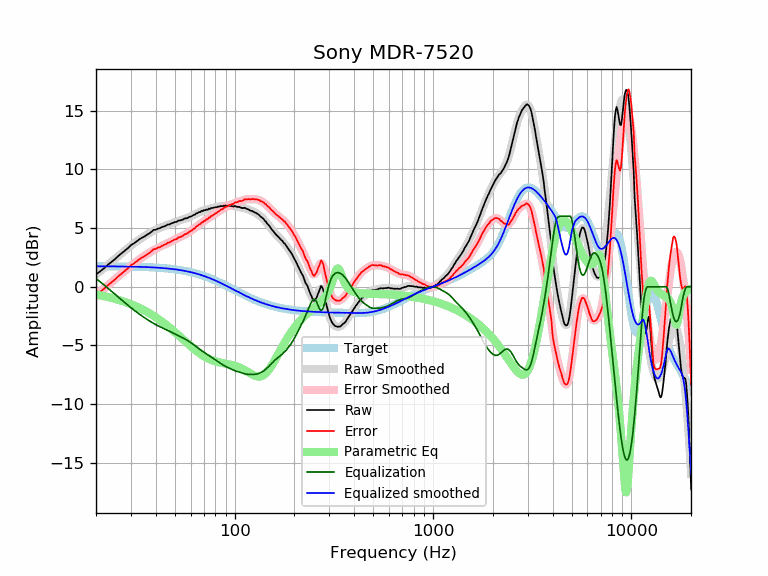 Sony MDR-7520
Amplitude (dBr)
15
10
5
0
−5
−10
−15
Target
Raw Smoothed
Error Smoothed
Raw
Error
Parametric Eq
Equalization
Equalized smoothed
100
1000
10000
Frequency (Hz)